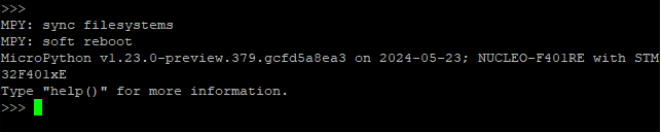 >>>
MPY: sync filesystems
MPY: soft reboot
MicroPython v1.23.0-preview.379.gcfd5a8ea3 on 2024-05-23; NUCLEO-F401RE with STM
32F401xE
Type "help()" for more information.
>>>